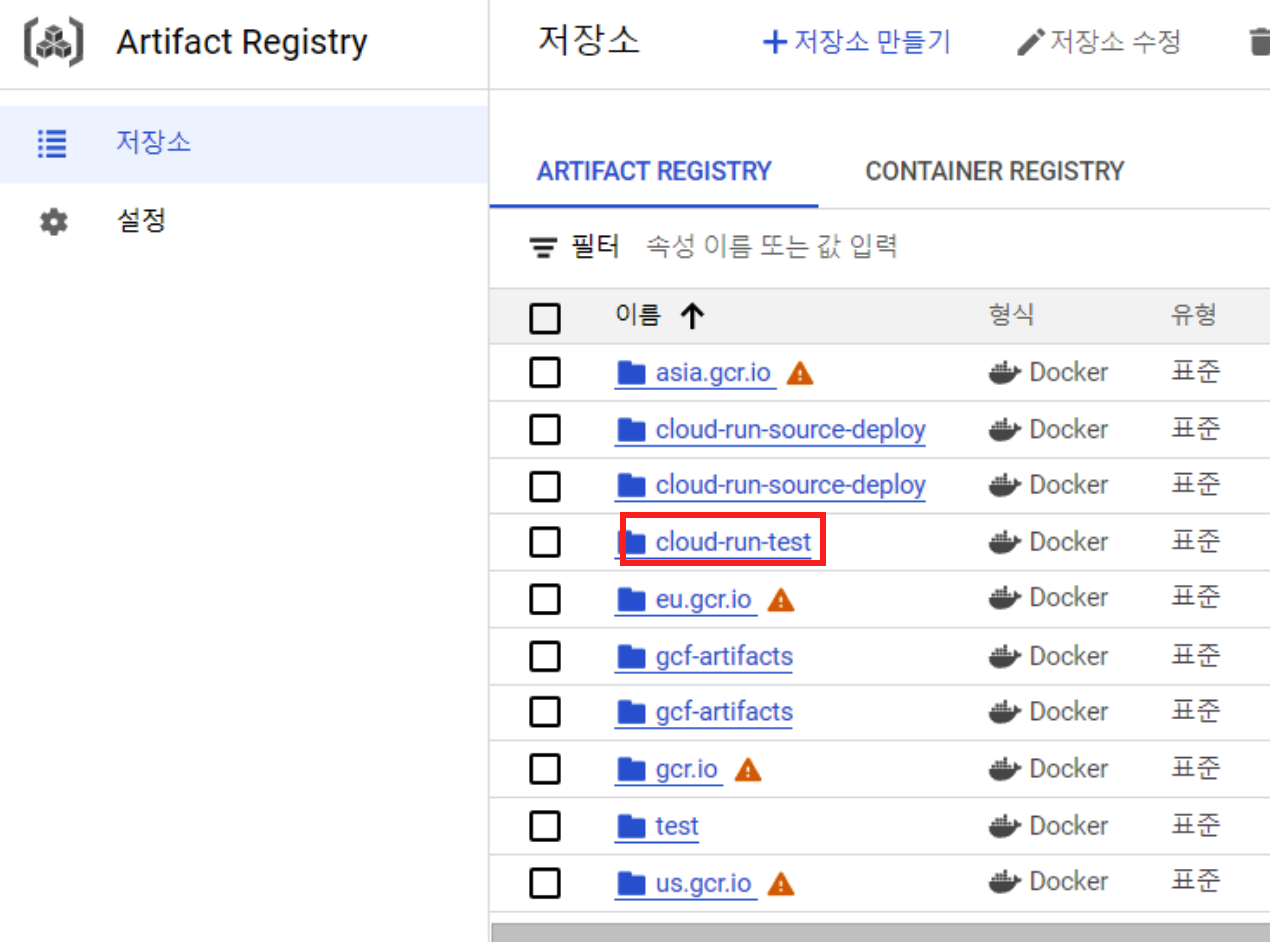 Artifact Registry
저장소
설정
저장소 저장소 만들기 저장소 수정
ARTIFACT REGISTRY CONTAINER REGISTRY
필터 속성 이름 또는 값 입력
이름 형식 유형
asia.gcr.io Docker 표준
cloud-run-source-deploy Docker 표준
cloud-run-source-deploy Docker 표준
cloud-run-test Docker 표준
eu.gcr.io Docker 표준
gcf-artifacts Docker 표준
gcf-artifacts Docker 표준
gcr.io Docker 표준
test Docker 표준
us.gcr.io Docker 표준